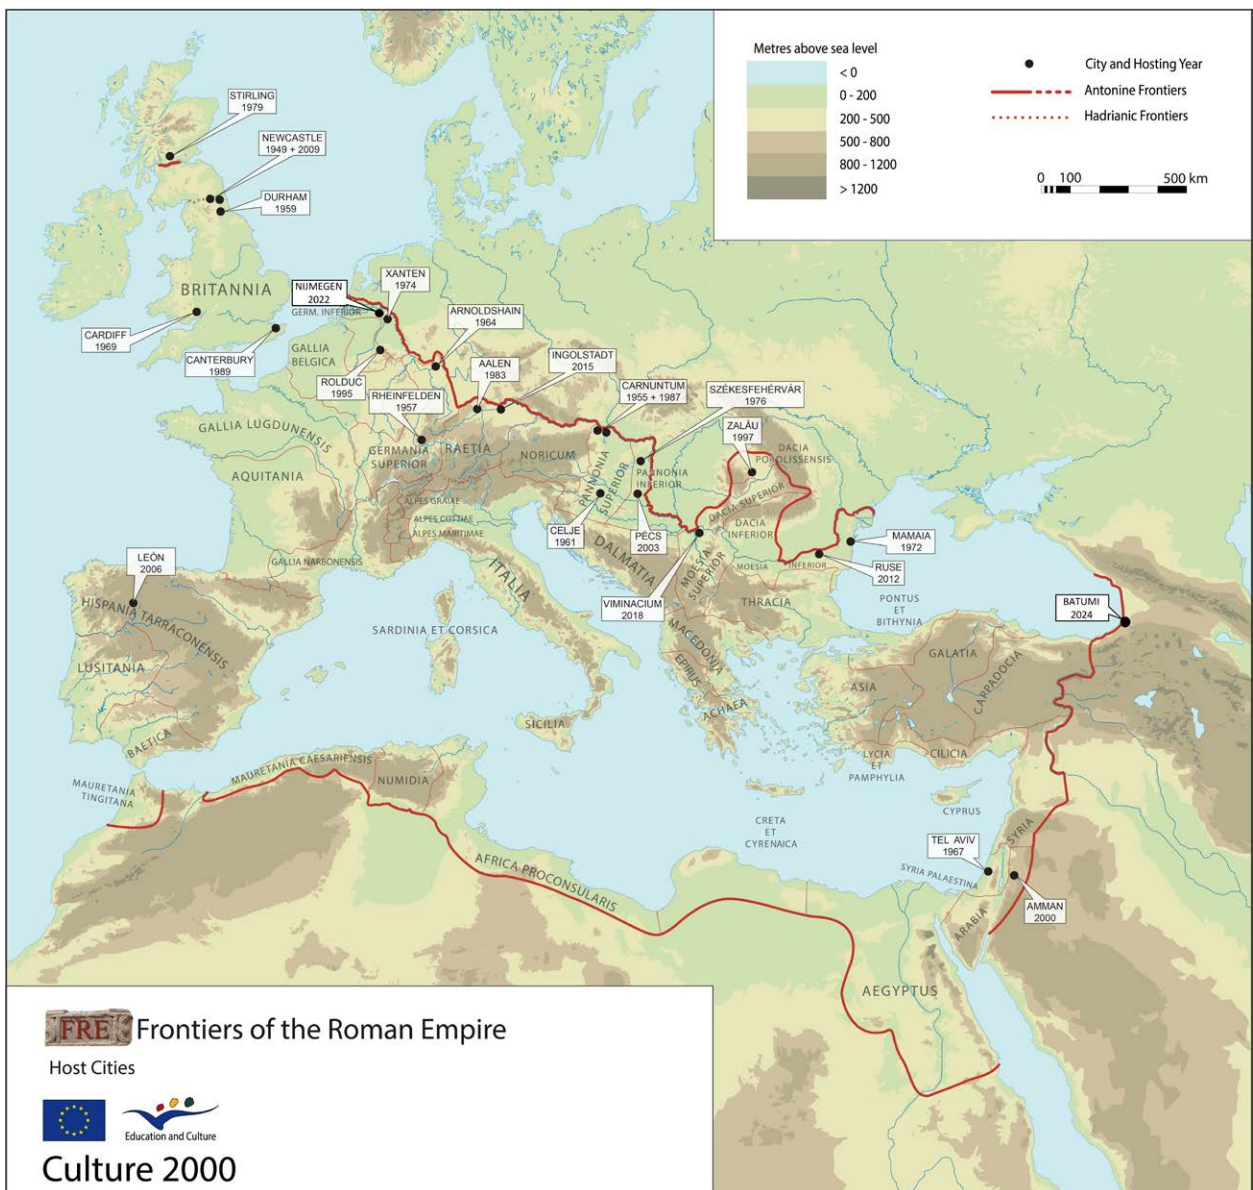 Metres above sea level
< 0
0 - 200
200 - 500
500 - 800
800 - 1200
> 1200
City and Hosting Year
Antonine Frontiers
Hadrianic Frontiers
0 100 500 km
STIRLING
1979
NEWCASTLE
1949 + 2009
DURHAM
1959
BRITANNIA
CARDIFF
1969
CANTERBURY
1989
NIJMEGEN
2022
XANTEN
1974
GERM. INFERIOR
ARNOLDSHAIN
1964
GALLIA
BELGICA
ROLDUC
1995
AALEN
1983
INGOLSTADT
2015
CARNUNTUM
1955 + 1987
SZÉKESFEHÉRVÁR
1976
RHEINFELDEN
1957
ZALĂU
1997
GALLIA LUGDUNENSIS
GERMANIA
SUPERIOR
RAETIA
NORICUM
PANNONIA
SUPERIOR
PANNONIA
INFERIOR
DACIA
POROLISSENSIS
DACIA SUPERIOR
DACIA
INFERIOR
AQUITANIA
ALPES GRAIAE
ALPES COTTIAE
ALPES MARITIMAE
GALLIA NARBONENSIS
CELJE
1961
PÉCS
2003
MAMAIA
1972
RUSE
2012
DALMATIA
MOESIA
SUPERIOR
MOESIA
INFERIOR
VIMINACIUM
2018
THRACIA
PONTUS
ET
BITHYNIA
BATUMI
2024
LEÓN
2006
HISPANIA TARRACONENSIS
LUSITANIA
BAETICA
ITALIA
SARDINIA ET CORSICA
SICILIA
MACEDONIA
EPIRUS
ACHAEA
GALATIA
CAPPADOCIA
ASIA
LYCIA
ET
PAMPHYLIA
CILICIA
MAURETANIA
TINGITANA
MAURETANIA CAESARIENSIS
NUMIDIA
AFRICA PROCONSULARIS
CRETA
ET
CYRENAICA
CYPRUS
SYRIA
TEL AVIV
1967
SYRIA PALAESTINA
AMMAN
2000
ARABIA
AEGYPTUS
FRE
Frontiers of the Roman Empire
Host Cities
Education and Culture
Culture 2000